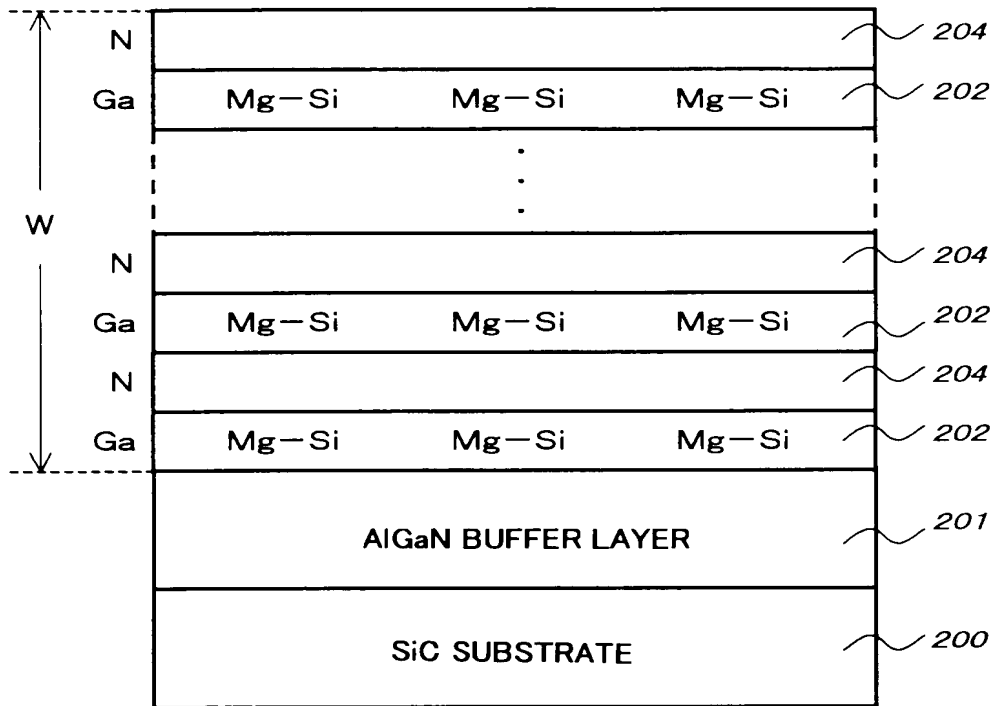 N 204
Ga Mg-Si Mg-Si Mg-Si 202
W
N 204
Ga Mg-Si Mg-Si Mg-Si 202
N 204
Ga Mg-Si Mg-Si Mg-Si 202
AlGaN BUFFER LAYER 201
SiC SUBSTRATE 200